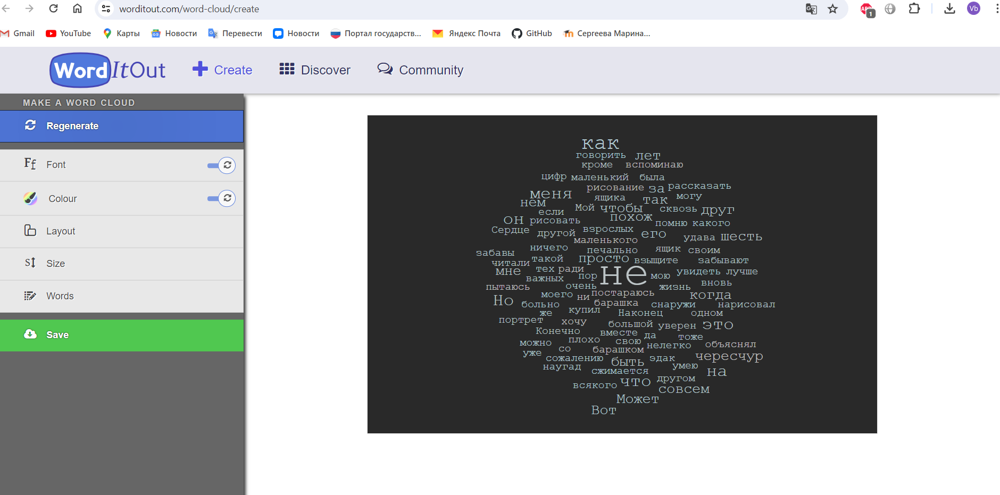 worditout.com/word-cloud/create
1
Vb
Gmail YouTube Карты Новости Перевести Новости Портал государств... Яндекс Почта GitHub Сергеева Марина...
WordItOut Create Discover Community
MAKE A WORD CLOUD
Regenerate
Font
Colour
Layout
Size
Words
Save
как
говорить лет
кроме вспоминаю
цифр маленький была
рисование за рассказать
меня ящика так могу
нем Мой чтобы сквозь друг
если
он рисовать похож помню какого
Сердце другой взрослых его удава шесть
маленького
забавы ничего печально ящик своим
читали такой просто взыщите забывают
мне тех ради не увидеть лучше
важных пор мою
пытаюсь очень жизнь вновь
моего ни постараюсь когда
Но больно барашка снаружи нарисовал
же купил Наконец одном
портрет хочу большой уверен это
Конечно вместе да тоже
можно плохо свою нелегко объяснял
уже со барашком чересчур
сожалению быть эдак
наугад сжимается умею на
всякого что другом
совсем
Может
Вот